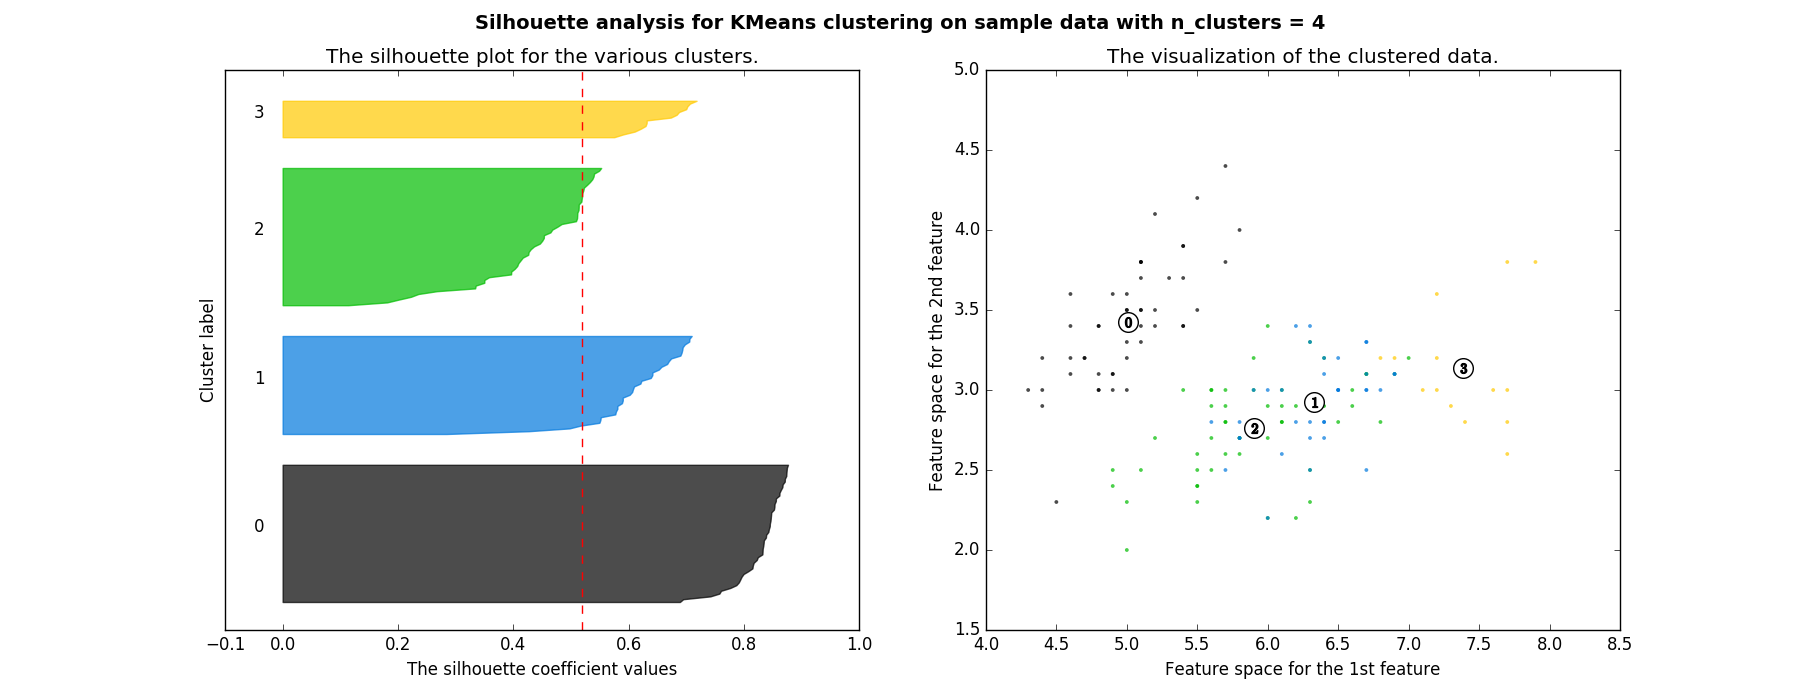 Silhouette analysis for KMeans clustering on sample data with n_clusters = 4
The silhouette plot for the various clusters.
3
2
1
0
Cluster label
−0.1 0.0 0.2 0.4 0.6 0.8 1.0
The silhouette coefficient values
The visualization of the clustered data.
5.0
4.5
4.0
3.5
3.0
2.5
2.0
1.5
Feature space for the 2nd feature
0
3
1
2
4.0 4.5 5.0 5.5 6.0 6.5 7.0 7.5 8.0 8.5
Feature space for the 1st feature